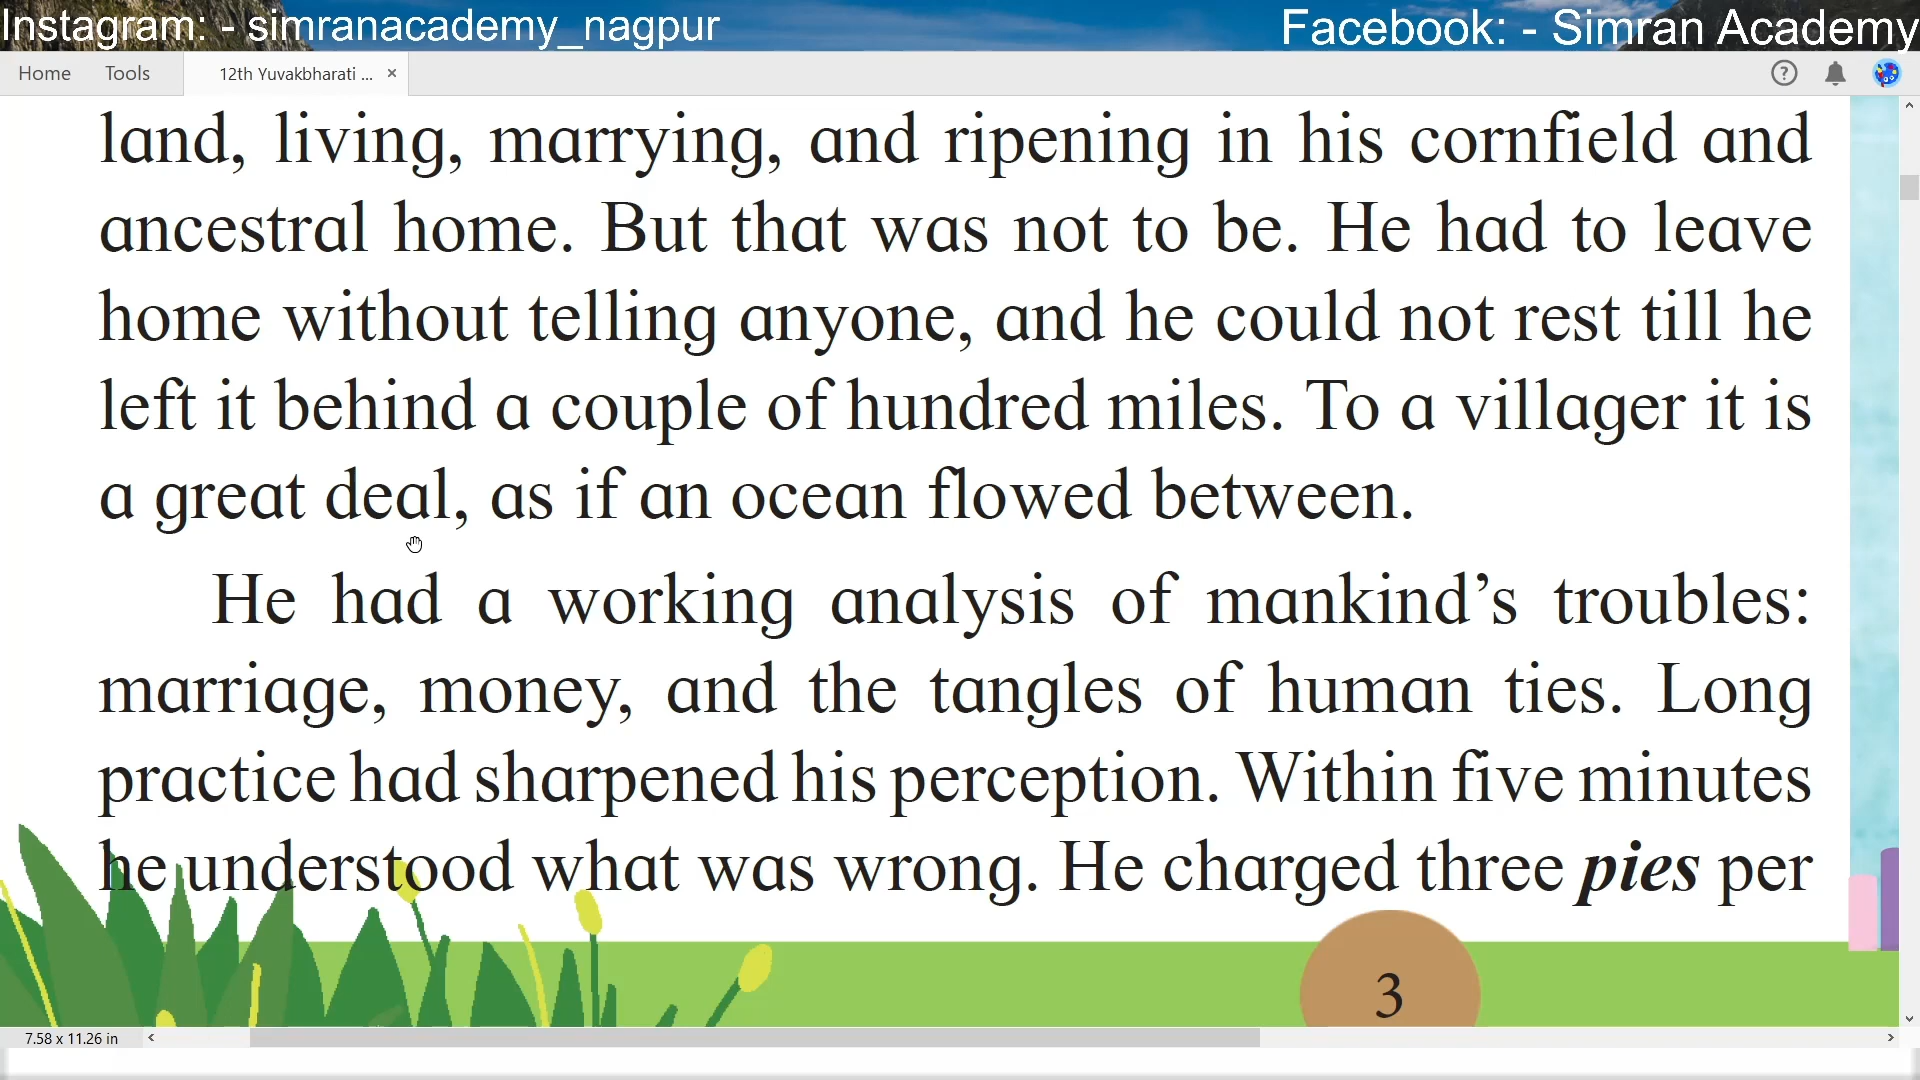 Instagram: - simranacademy_nagpur
Facebook: - Simran Academy
Home Tools 12th Yuvakbharati ... ×
land, living, marrying, and ripening in his cornfield and
ancestral home. But that was not to be. He had to leave
home without telling anyone, and he could not rest till he
left it behind a couple of hundred miles. To a villager it is
a great deal, as if an ocean flowed between.
He had a working analysis of mankind’s troubles:
marriage, money, and the tangles of human ties. Long
practice had sharpened his perception. Within five minutes
he understood what was wrong. He charged three pies per
3
7.58 x 11.26 in